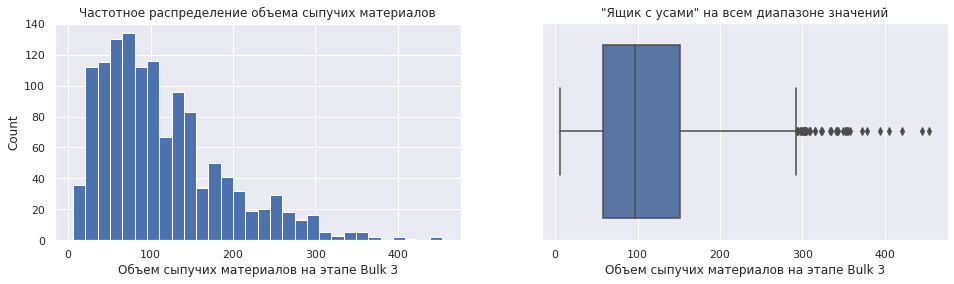 Частотное распределение объема сыпучих материалов
140
120
100
80
60
40
20
0
Count
0 100 200 300 400
Объем сыпучих материалов на этапе Bulk 3
"Ящик с усами" на всем диапазоне значений
0 100 200 300 400
Объем сыпучих материалов на этапе Bulk 3